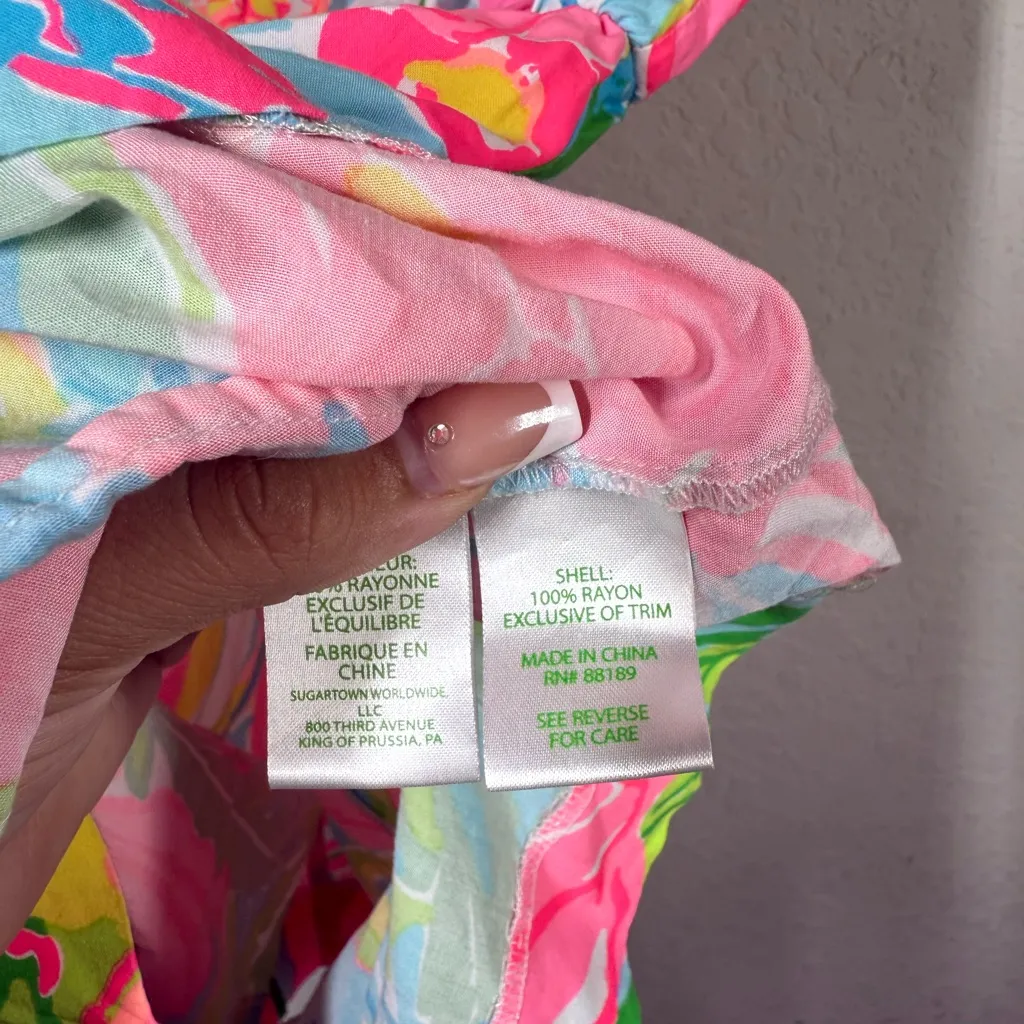 RAYONNE
EXCLUSIF DE
L'ÉQUILIBRE
FABRIQUE EN
CHINE
SUGARTOWN WORLDWIDE,
LLC
800 THIRD AVENUE
KING OF PRUSSIA, PA
SHELL:
100% RAYON
EXCLUSIVE OF TRIM
MADE IN CHINA
RN# 88189
SEE REVERSE
FOR CARE